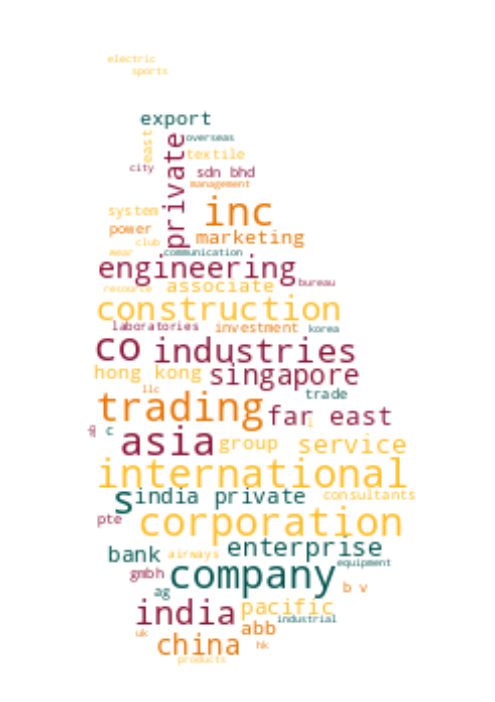 electric
sports
export
overseas
east
private
textile
city
sdn bhd
management
system
inc
power
club
marketing
wear
communication
engineering
associate
bureau
resource
construction
laboratories
investment
korea
co
industries
hong kong
singapore
llc
trade
trading
far east
l
c
asia
group
service
international
s
india private
consultants
pte
corporation
bank
airways
enterprise
equipment
gmbh
company
ag
b v
india
pacific
industrial
uk
abb
china
hk
products